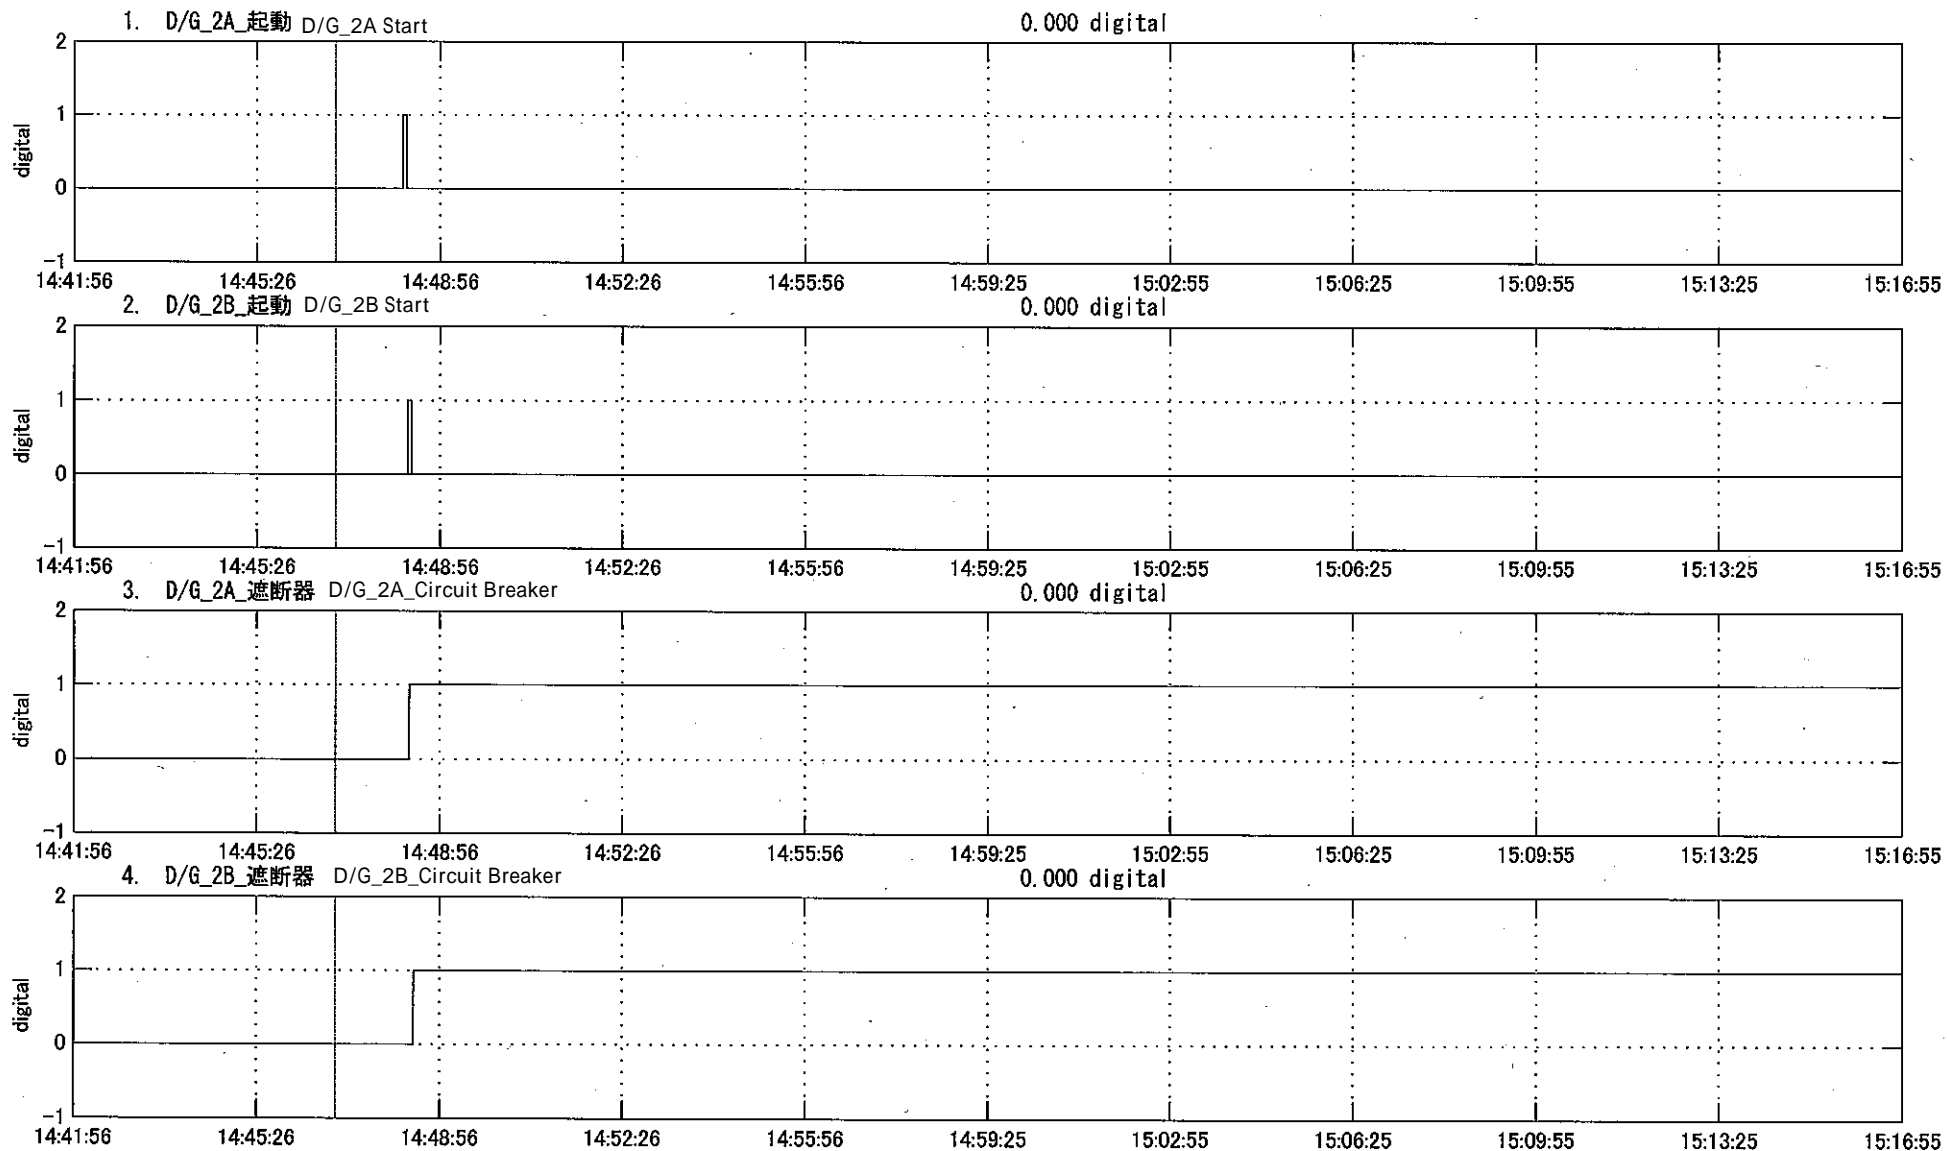 1. D/G_2A_起動 D/G_2A Start 0.000 digital
2
1
digital
0
-1
14:41:56 14:45:26 14:48:56 14:52:26 14:55:56 14:59:25 15:02:55 15:06:25 15:09:55 15:13:25 15:16:55
2. D/G_2B_起動 D/G_2B Start 0.000 digital
2
1
digital
0
-1
14:41:56 14:45:26 14:48:56 14:52:26 14:55:56 14:59:25 15:02:55 15:06:25 15:09:55 15:13:25 15:16:55
3. D/G_2A_遮断器 D/G_2A_Circuit Breaker 0.000 digital
2
1
digital
0
-1
14:41:56 14:45:26 14:48:56 14:52:26 14:55:56 14:59:25 15:02:55 15:06:25 15:09:55 15:13:25 15:16:55
4. D/G_2B_遮断器 D/G_2B_Circuit Breaker 0.000 digital
2
1
digital
0
-1
14:41:56 14:45:26 14:48:56 14:52:26 14:55:56 14:59:25 15:02:55 15:06:25 15:09:55 15:13:25 15:16:55